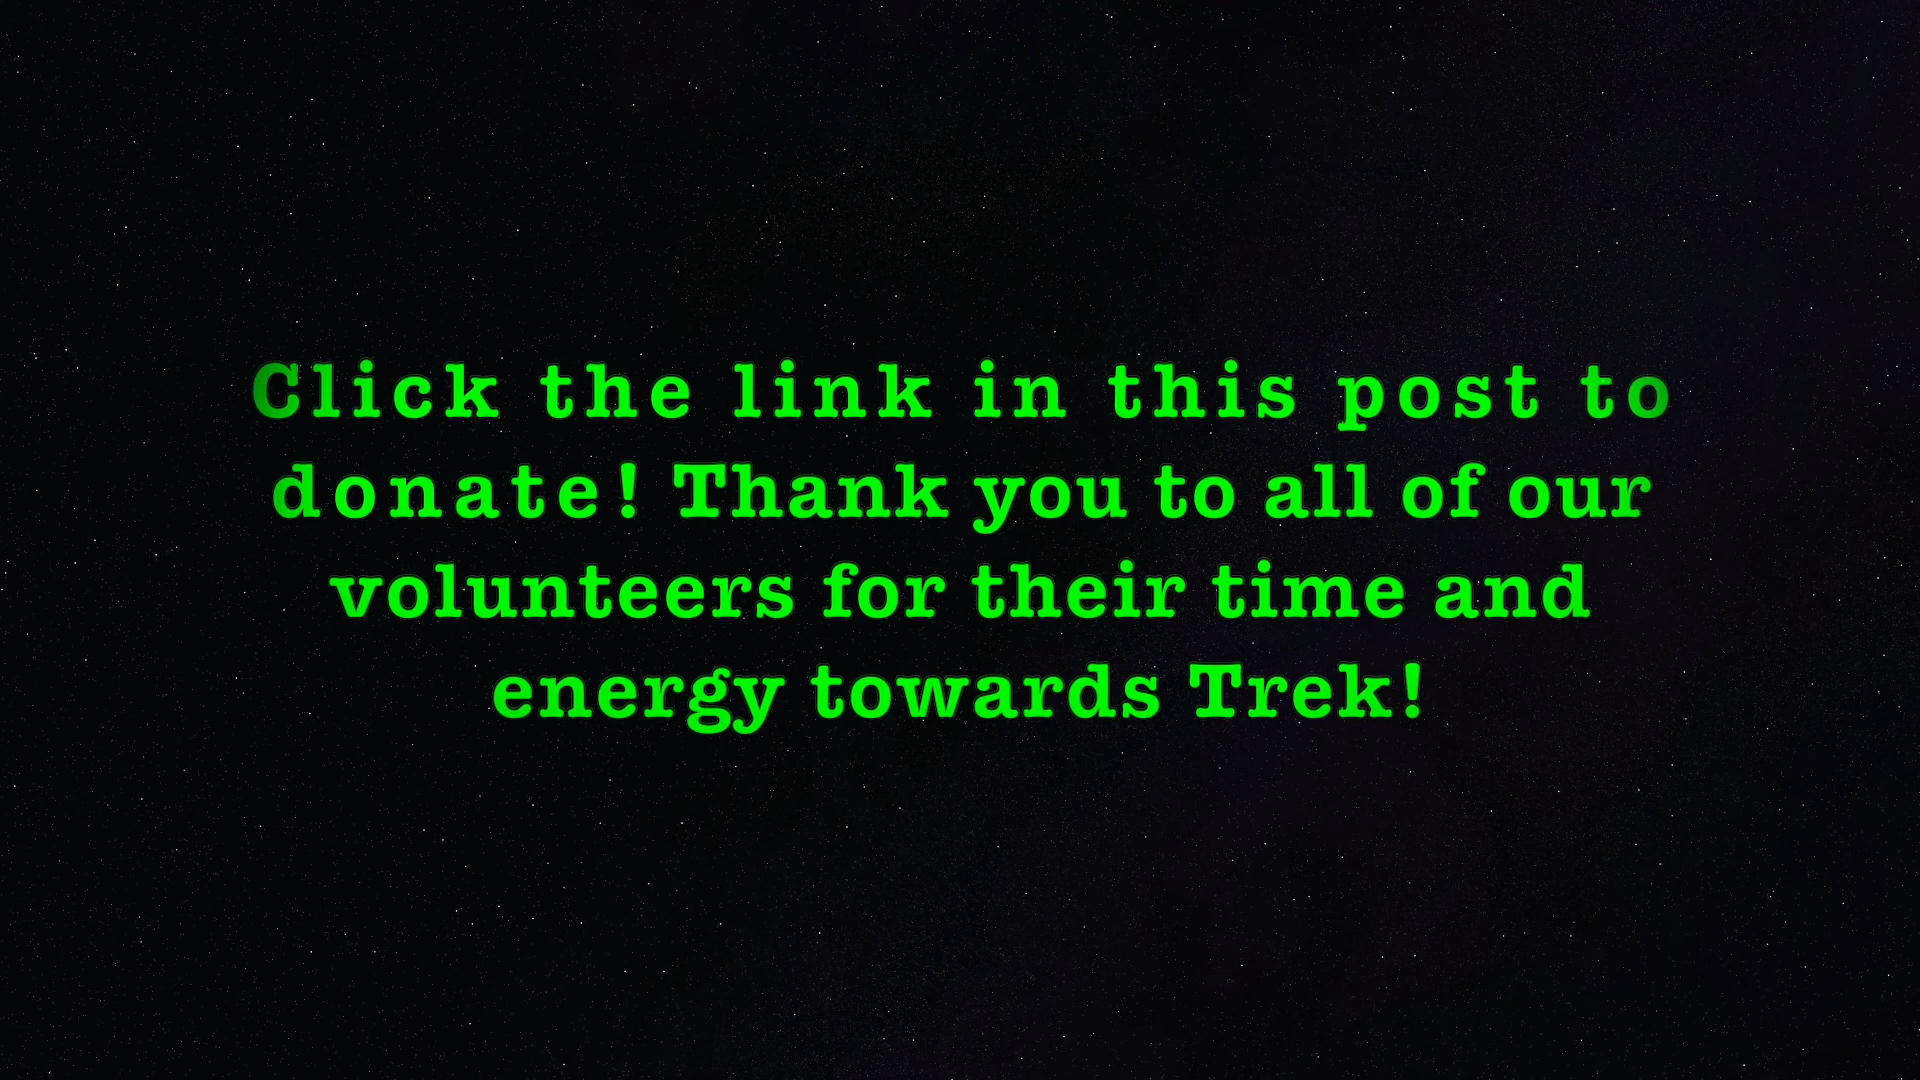 Click the link in this post to
donate! Thank you to all of our
volunteers for their time and
energy towards Trek!